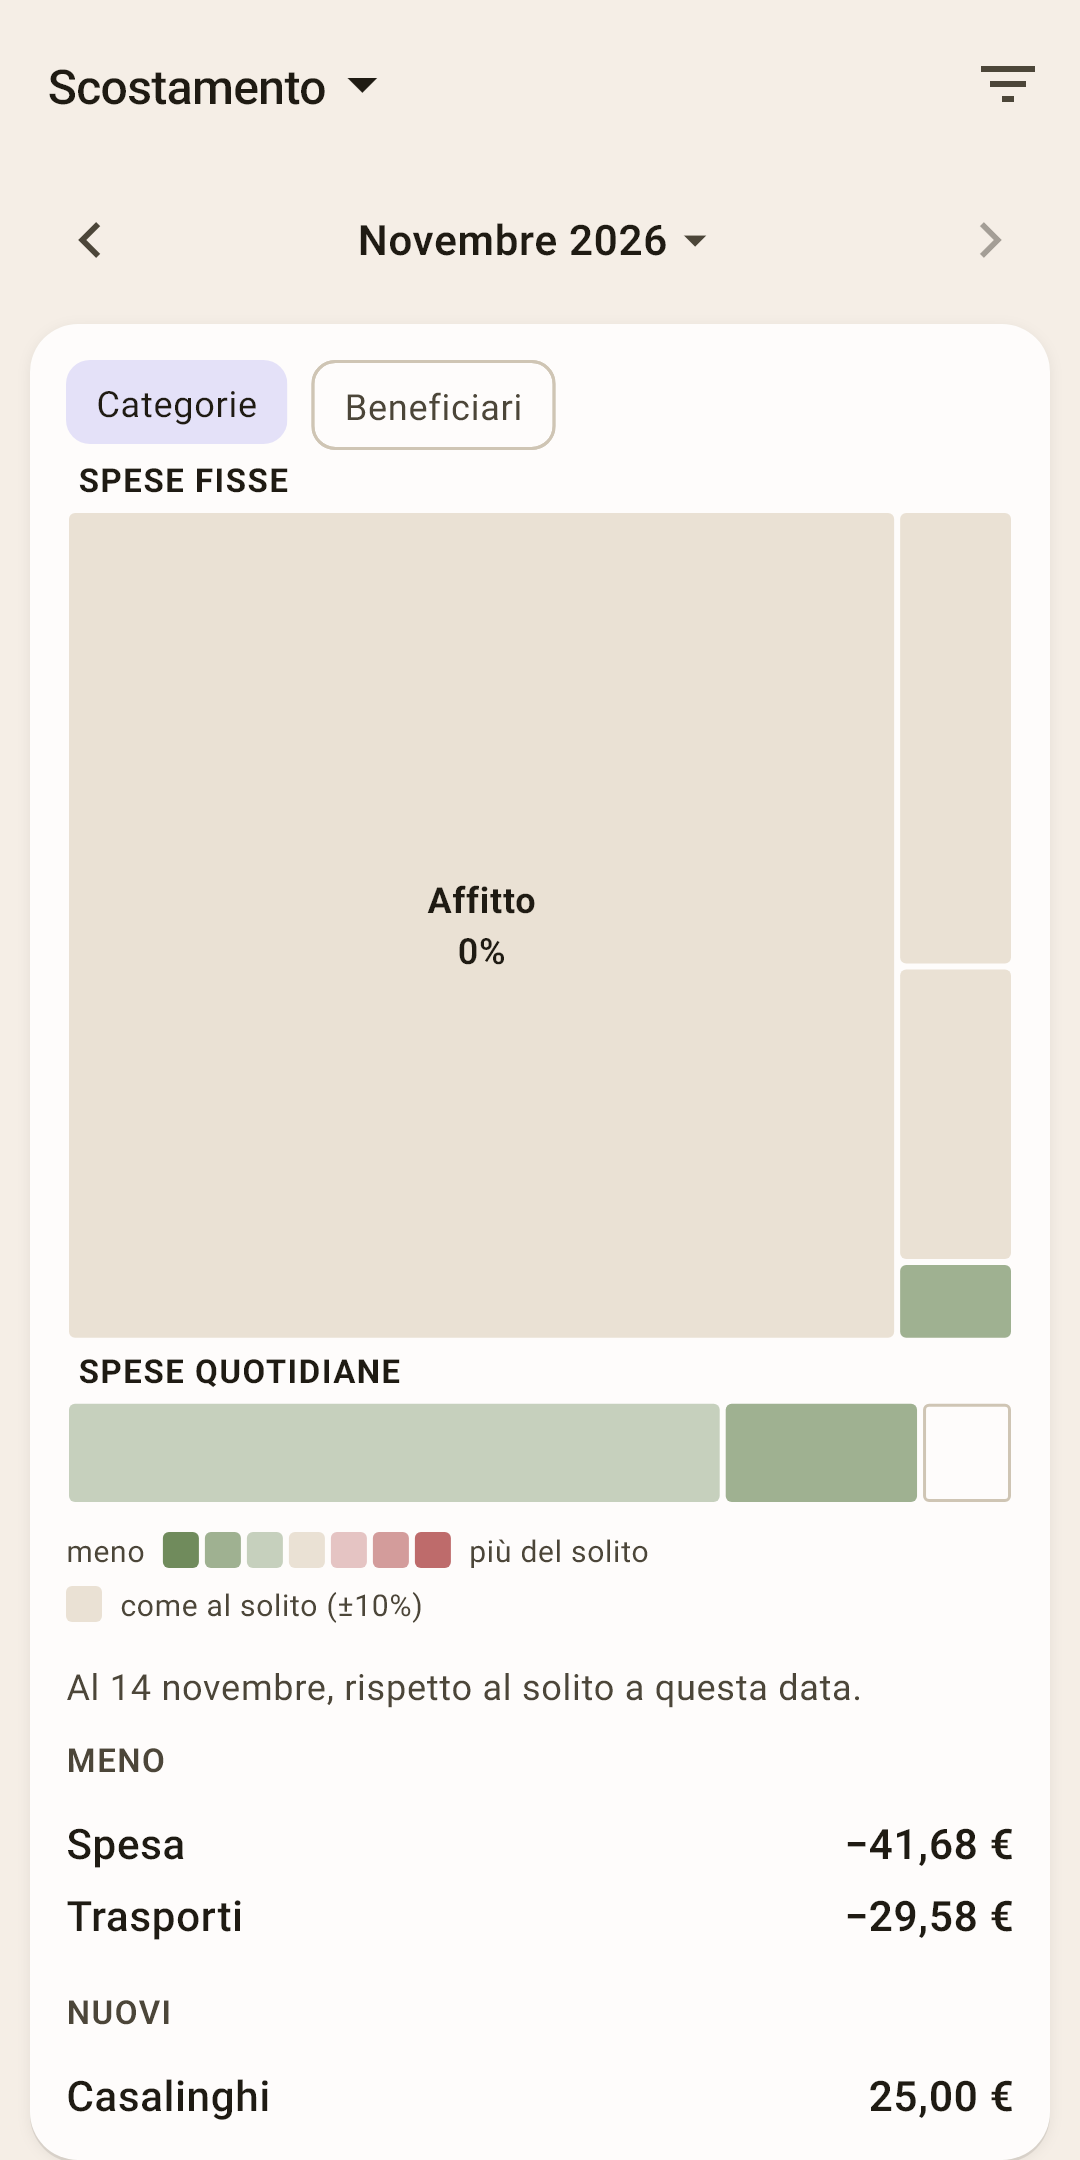 Scostamento
Novembre 2026
Categorie
Beneficiari
SPESE FISSE
Affitto
0%
SPESE QUOTIDIANE
meno
più del solito
come al solito (±10%)
Al 14 novembre, rispetto al solito a questa data.
MENO
Spesa −41,68 €
Trasporti −29,58 €
NUOVI
Casalinghi 25,00 €